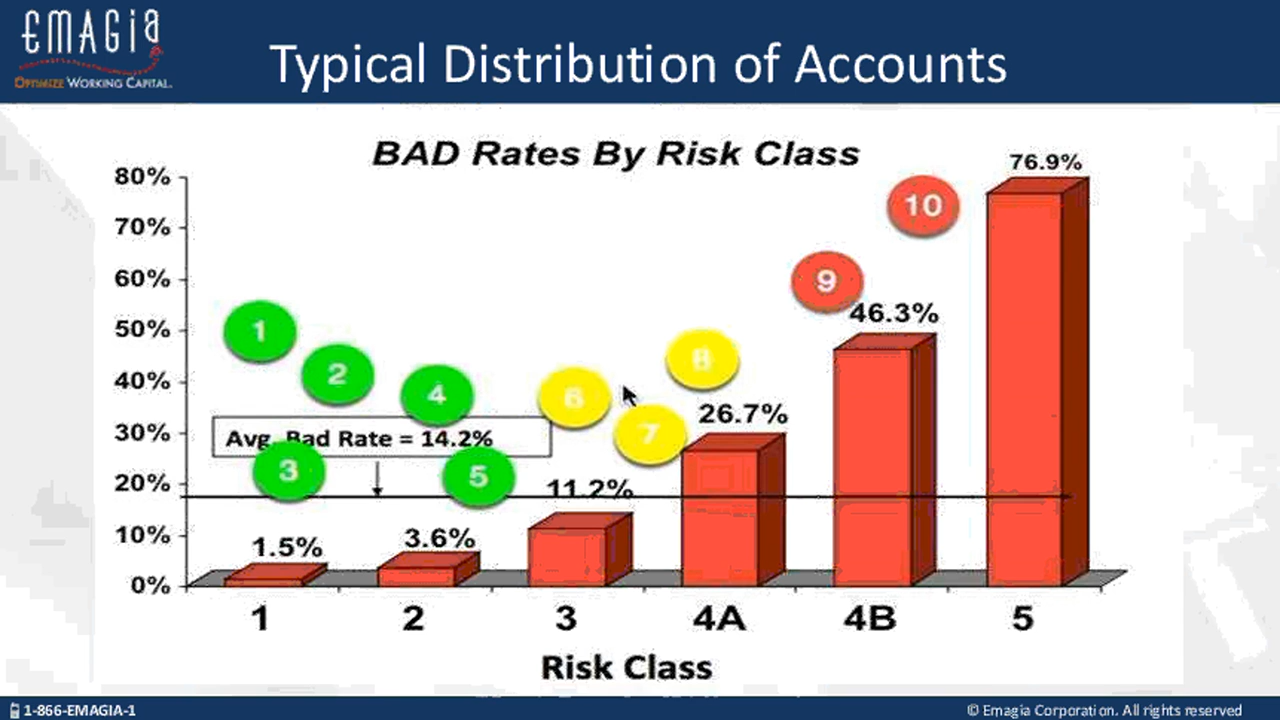 EMAGIA
OPTIMIZE WORKING CAPITAL.
Typical Distribution of Accounts
BAD Rates By Risk Class
80%
70%
60%
50%
40%
30%
20%
10%
0%
76.9%
46.3%
26.7%
11.2%
3.6%
1.5%
10
9
8
7
6
1
2
4
3
5
Avg. Bad Rate = 14.2%
1 2 3 4A 4B 5
Risk Class
1-866-EMAGIA-1
© Emagia Corporation. All rights reserved